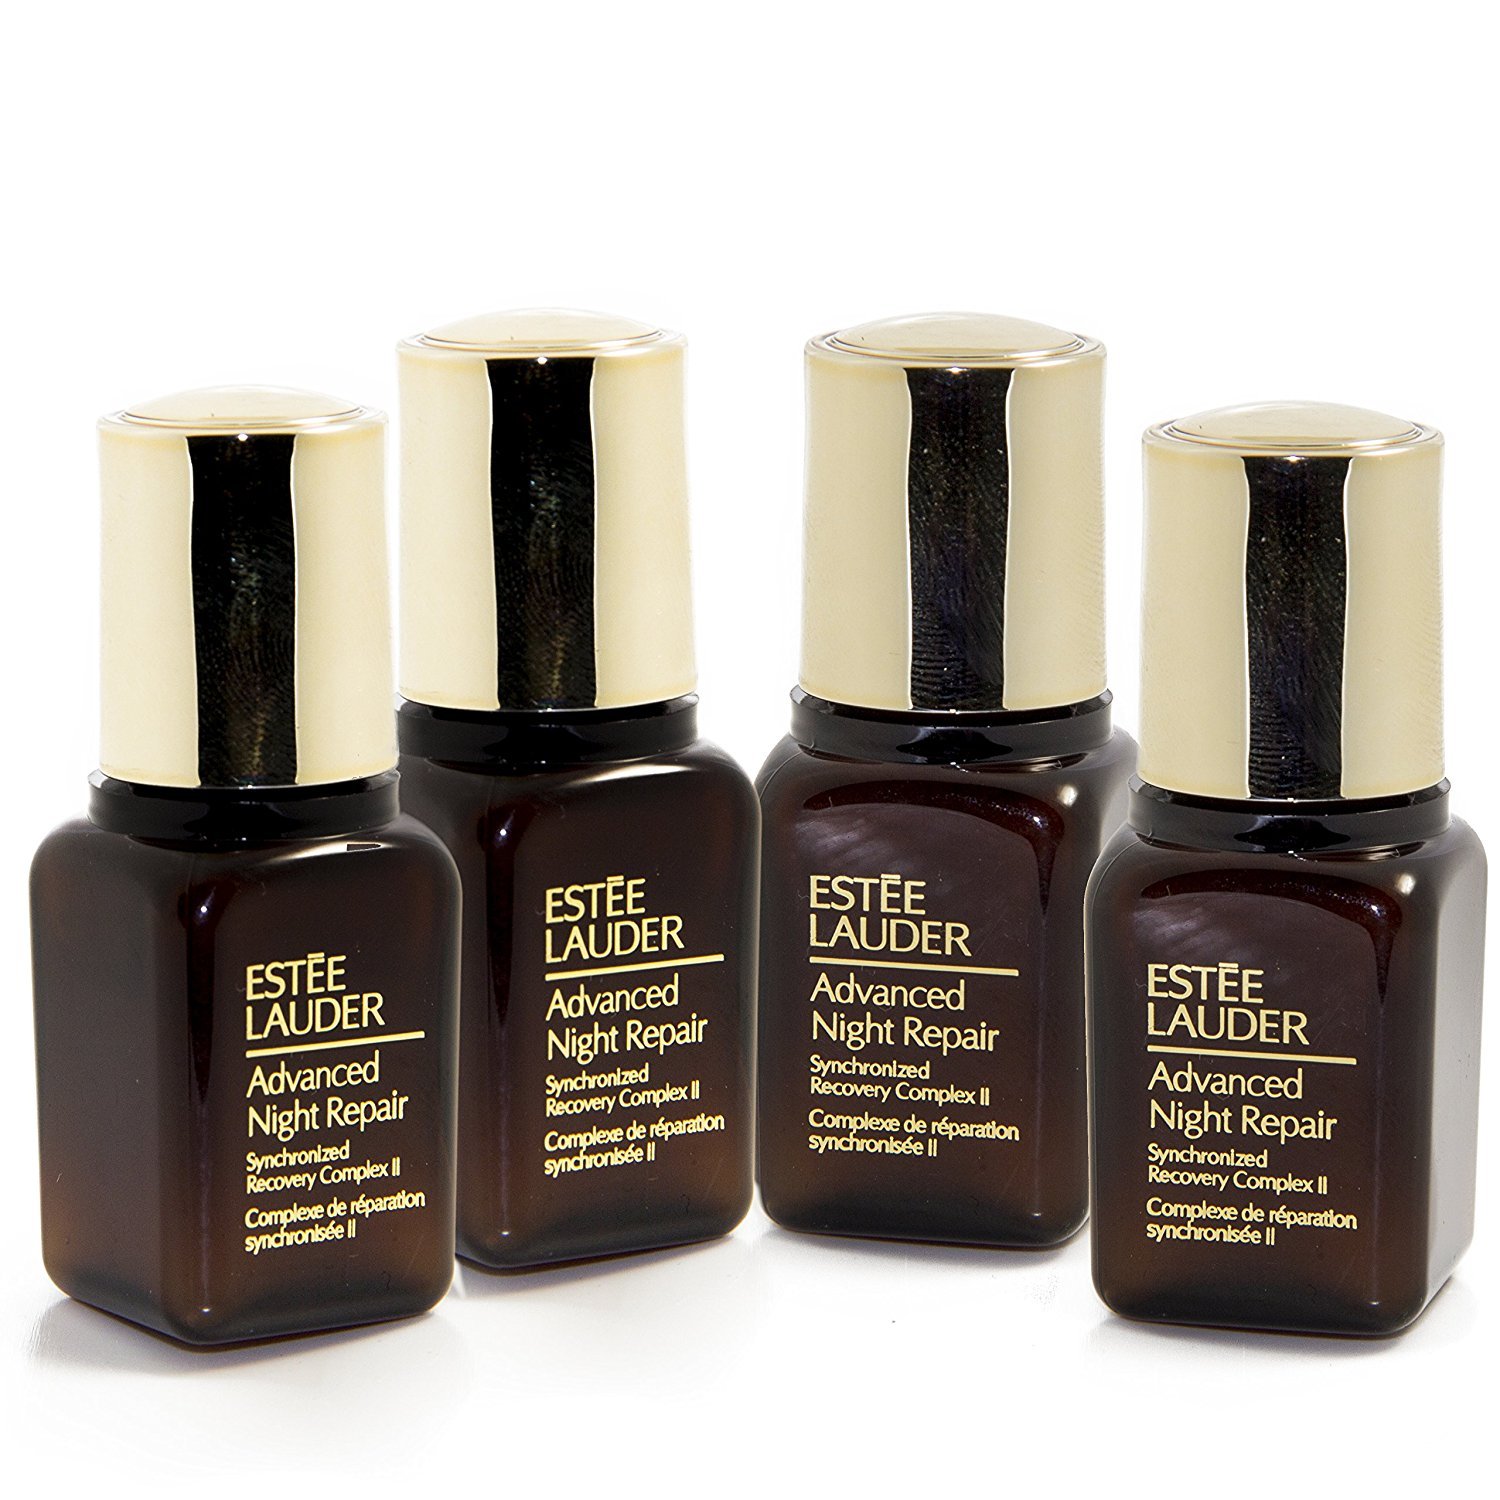 ESTĒE
LAUDER
Advanced
Night Repair
Synchronized
Recovery Complex II
Complexe de réparation
synchronisée II
ESTĒE
LAUDER
Advanced
Night Repair
Synchronized
Recovery Complex II
Complexe de réparation
synchronisée II
ESTĒE
LAUDER
Advanced
Night Repair
Synchronized
Recovery Complex II
Complexe de réparation
synchronisée II
ESTĒE
LAUDER
Advanced
Night Repair
Synchronized
Recovery Complex II
Complexe de réparation
synchronisée II